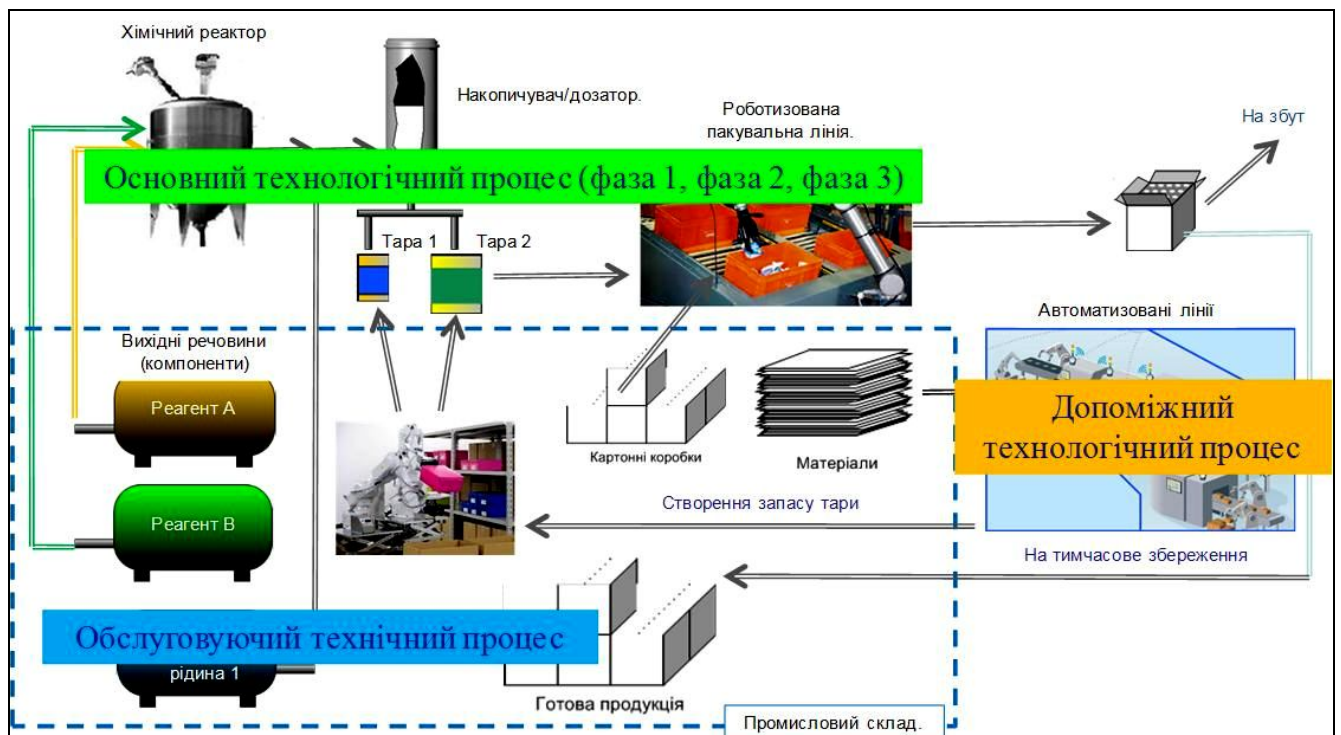 Хімічний реактор
Накопичувач/дозатор.
Роботизована
пакувальна лінія.
На збут
Основний технологічний процес (фаза 1, фаза 2, фаза 3)
Тара 1
Тара 2
Автоматизовані лінії
Вихідні речовини
(компоненти)
Реагент А
Картонні коробки
Матеріали
Допоміжний
технологічний процес
Створення запасу тари
Реагент В
На тимчасове збереження
Обслуговуючий технічний процес
рідина 1
Готова продукція
Промисловий склад.